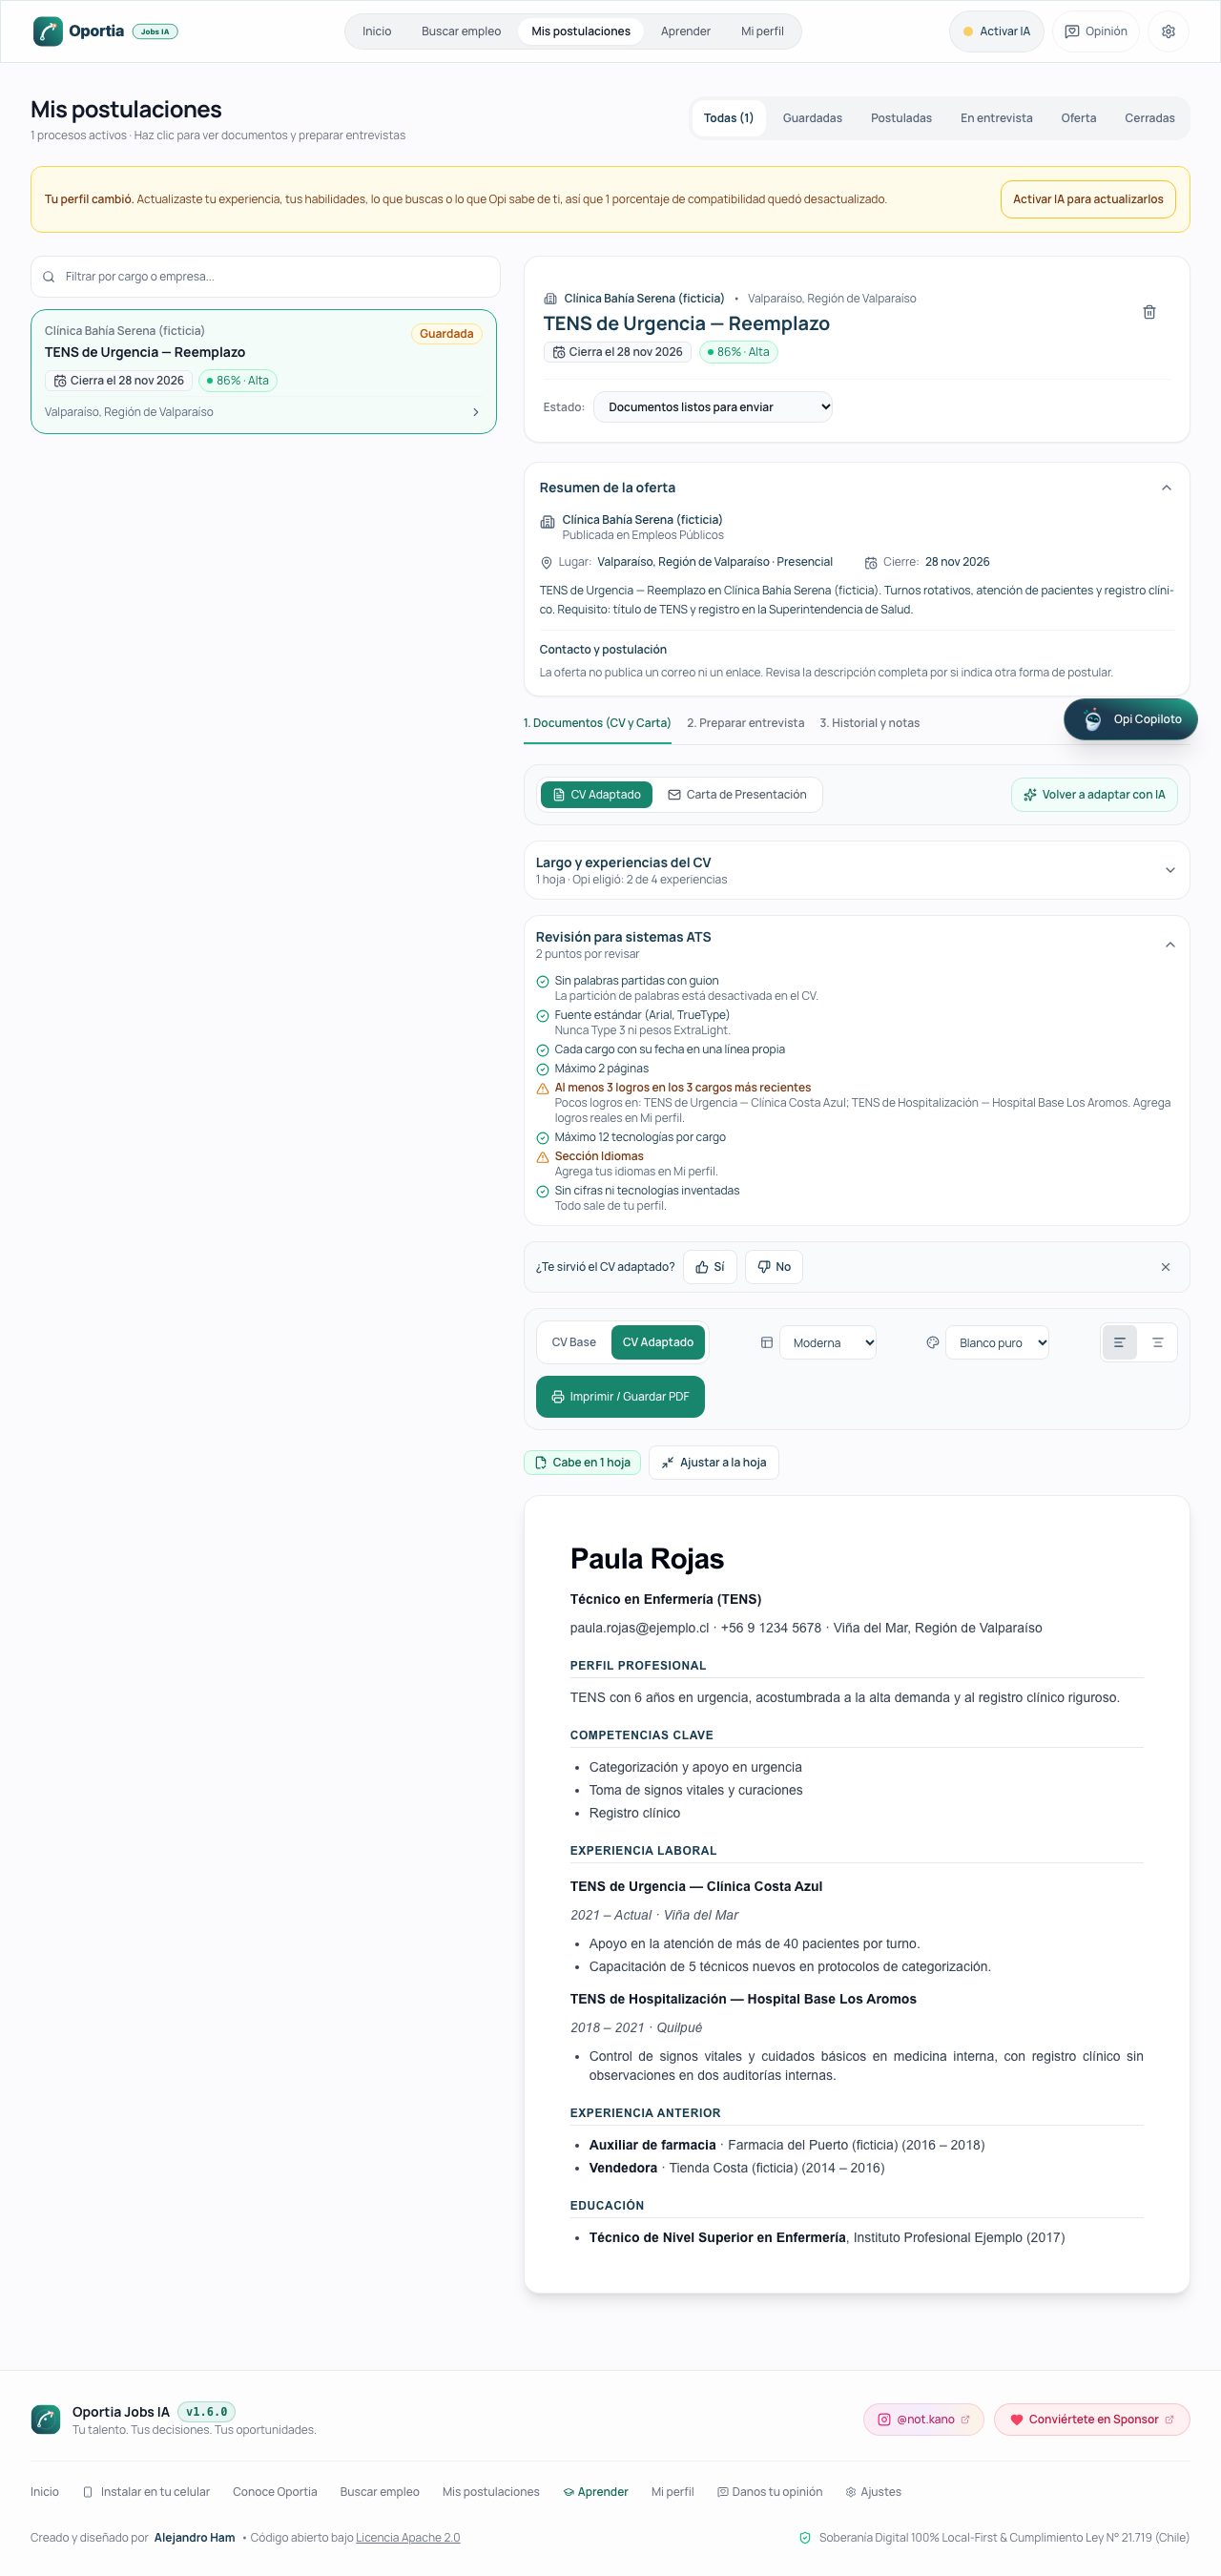 Oportia Jobs IA
Inicio
Buscar empleo
Mis postulaciones
Aprender
Mi perfil
Activar IA
Opinión
Mis postulaciones
1 procesos activos · Haz clic para ver documentos y preparar entrevistas
Todas (1)
Guardadas
Postuladas
En entrevista
Oferta
Cerradas
Tu perfil cambió. Actualizaste tu experiencia, tus habilidades, lo que buscas o lo que Opi sabe de ti, así que 1 porcentaje de compatibilidad quedó desactualizado.
Activar IA para actualizarlos
Filtrar por cargo o empresa...
Clínica Bahía Serena (ficticia)
Guardada
TENS de Urgencia — Reemplazo
Cierra el 28 nov 2026
86% · Alta
Valparaíso, Región de Valparaíso
Clínica Bahía Serena (ficticia) • Valparaíso, Región de Valparaíso
TENS de Urgencia — Reemplazo
Cierra el 28 nov 2026
86% · Alta
Estado: Documentos listos para enviar
Resumen de la oferta
Clínica Bahía Serena (ficticia)
Publicada en Empleos Públicos
Lugar: Valparaíso, Región de Valparaíso · Presencial
Cierre: 28 nov 2026
TENS de Urgencia — Reemplazo en Clínica Bahía Serena (ficticia). Turnos rotativos, atención de pacientes y registro clíni-
co. Requisito: título de TENS y registro en la Superintendencia de Salud.
Contacto y postulación
La oferta no publica un correo ni un enlace. Revisa la descripción completa por si indica otra forma de postular.
1. Documentos (CV y Carta)
2. Preparar entrevista
3. Historial y notas
Opi Copiloto
CV Adaptado
Carta de Presentación
Volver a adaptar con IA
Largo y experiencias del CV
1 hoja · Opi eligió: 2 de 4 experiencias
Revisión para sistemas ATS
2 puntos por revisar
Sin palabras partidas con guion
La partición de palabras está desactivada en el CV.
Fuente estándar (Arial, TrueType)
Nunca Type 3 ni pesos ExtraLight.
Cada cargo con su fecha en una línea propia
Máximo 2 páginas
Al menos 3 logros en los 3 cargos más recientes
Pocos logros en: TENS de Urgencia — Clínica Costa Azul; TENS de Hospitalización — Hospital Base Los Aromos. Agrega
logros reales en Mi perfil.
Máximo 12 tecnologías por cargo
Sección Idiomas
Agrega tus idiomas en Mi perfil.
Sin cifras ni tecnologías inventadas
Todo sale de tu perfil.
¿Te sirvió el CV adaptado?
Sí
No
CV Base
CV Adaptado
Moderna
Blanco puro
Imprimir / Guardar PDF
Cabe en 1 hoja
Ajustar a la hoja
Paula Rojas
Técnico en Enfermería (TENS)
paula.rojas@ejemplo.cl · +56 9 1234 5678 · Viña del Mar, Región de Valparaíso
PERFIL PROFESIONAL
TENS con 6 años en urgencia, acostumbrada a la alta demanda y al registro clínico riguroso.
COMPETENCIAS CLAVE
• Categorización y apoyo en urgencia
• Toma de signos vitales y curaciones
• Registro clínico
EXPERIENCIA LABORAL
TENS de Urgencia — Clínica Costa Azul
2021 – Actual · Viña del Mar
• Apoyo en la atención de más de 40 pacientes por turno.
• Capacitación de 5 técnicos nuevos en protocolos de categorización.
TENS de Hospitalización — Hospital Base Los Aromos
2018 – 2021 · Quilpué
• Control de signos vitales y cuidados básicos en medicina interna, con registro clínico sin
observaciones en dos auditorías internas.
EXPERIENCIA ANTERIOR
• Auxiliar de farmacia · Farmacia del Puerto (ficticia) (2016 – 2018)
• Vendedora · Tienda Costa (ficticia) (2014 – 2016)
EDUCACIÓN
• Técnico de Nivel Superior en Enfermería, Instituto Profesional Ejemplo (2017)
Oportia Jobs IA v1.6.0
Tu talento. Tus decisiones. Tus oportunidades.
@not.kano
Conviértete en Sponsor
Inicio
Instalar en tu celular
Conoce Oportia
Buscar empleo
Mis postulaciones
Aprender
Mi perfil
Danos tu opinión
Ajustes
Creado y diseñado por Alejandro Ham • Código abierto bajo Licencia Apache 2.0
Soberanía Digital 100% Local-First & Cumplimiento Ley N° 21.719 (Chile)